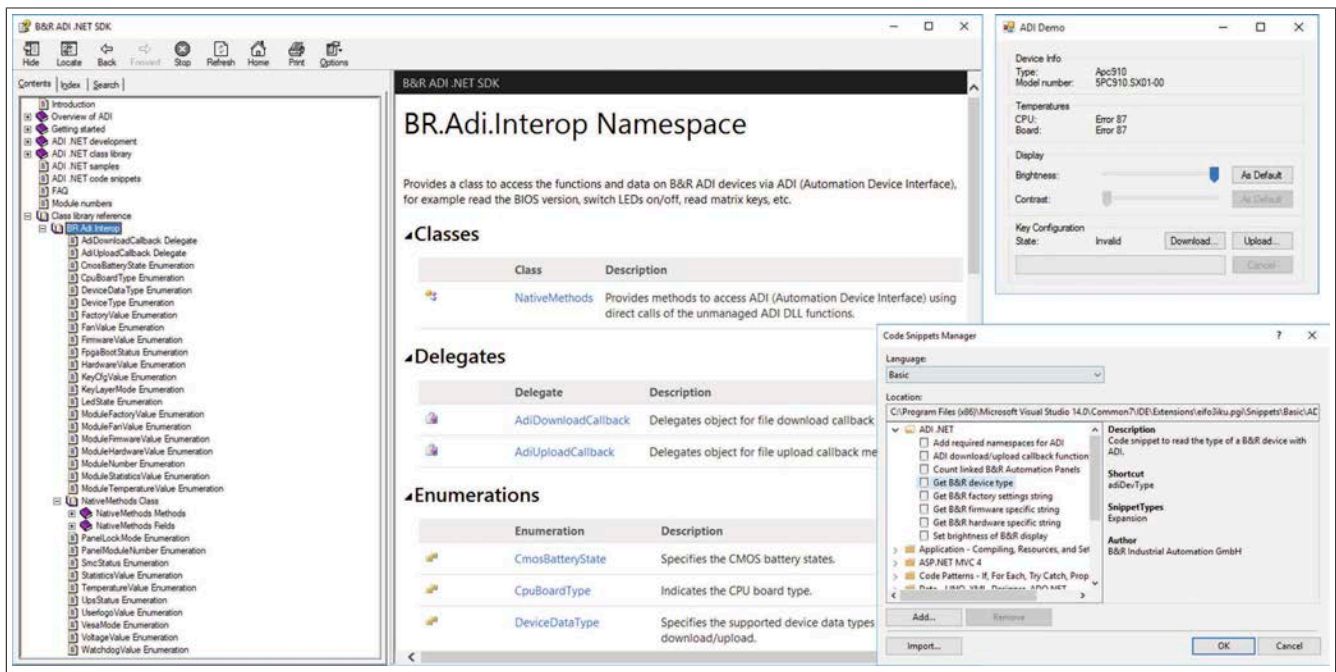 B&R ADI .NET SDK
Hide Locate Back Forward Stop Refresh Home Print Options
Contents Index Search
Introduction
Overview of ADI
Getting started
ADI .NET development
ADI .NET class library
ADI .NET samples
ADI .NET code snippets
FAQ
Module numbers
Class library reference
BR.Adi.Interop
AdiDownloadCallback Delegate
AdiUploadCallback Delegate
CmosBatteryState Enumeration
CpuBoardType Enumeration
DeviceDataType Enumeration
DeviceType Enumeration
FactoryValue Enumeration
FanValue Enumeration
FirmwareValue Enumeration
FpgaBootStatus Enumeration
HardwareValue Enumeration
KeyCfgValue Enumeration
KeyLayerMode Enumeration
LedState Enumeration
ModuleFactoryValue Enumeration
ModuleFanValue Enumeration
ModuleFirmwareValue Enumeration
ModuleHardwareValue Enumeration
ModuleNumber Enumeration
ModuleStatisticsValue Enumeration
ModuleTemperatureValue Enumeration
NativeMethods Class
NativeMethods Methods
NativeMethods Fields
PanelLockMode Enumeration
PanelModuleNumber Enumeration
SmcStatus Enumeration
StatisticsValue Enumeration
TemperatureValue Enumeration
UpsStatus Enumeration
UserlogoValue Enumeration
VesaMode Enumeration
VoltageValue Enumeration
WatchdogValue Enumeration
B&R ADI .NET SDK
BR.Adi.Interop Namespace
Provides a class to access the functions and data on B&R ADI devices via ADI (Automation Device Interface),
for example read the BIOS version, switch LEDs on/off, read matrix keys, etc.
Classes
Class Description
NativeMethods Provides methods to access ADI (Automation Device Interface) using
direct calls of the unmanaged ADI DLL functions.
Delegates
Delegate Description
AdiDownloadCallback Delegates object for file download callback
AdiUploadCallback Delegates object for file upload callback me
Enumerations
Enumeration Description
CmosBatteryState Specifies the CMOS battery states.
CpuBoardType Indicates the CPU board type.
DeviceDataType Specifies the supported device data types
download/upload.
ADI Demo
Device Info
Type: Apc910
Model number: 5PC910.SX01-00
Temperatures
CPU: Error 87
Board: Error 87
Display
Brightness: As Default
Contrast: As Default
Key Configuration
State: Invalid Download... Upload...
Cancel
Code Snippets Manager ? X
Language:
Basic
Location:
C:\Program Files (x86)\Microsoft Visual Studio 14.0\Common7\IDE\Extensions\eifo3iku.pgi\Snippets\Basic\AD
ADI .NET
Add required namespaces for ADI
ADI download/upload callback function
Count linked B&R Automation Panels
Get B&R device type
Get B&R factory settings string
Get B&R firmware specific string
Get B&R hardware specific string
Set brightness of B&R display
Application - Compiling, Resources, and Set
ASP.NET MVC 4
Code Patterns - If, For Each, Try Catch, Prop
Data - LINQ, XML, Designer, ADO.NET
Description
Code snippet to read the type of a B&R device with
ADI.
Shortcut
adiDevType
SnippetTypes
Expansion
Author
B&R Industrial Automation GmbH
Add... Remove
Import... OK Cancel